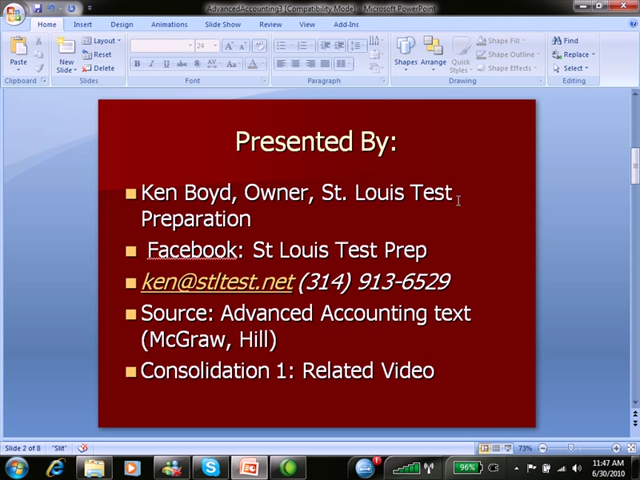 AdvancedAccounting3 [Compatibility Mode] - Microsoft PowerPoint
Home Insert Design Animations Slide Show Review View Add-Ins
Paste
Clipboard
New Slide
Layout
Reset
Delete
Slides
Font
Paragraph
Shapes
Arrange
Quick Styles
Shape Fill
Shape Outline
Shape Effects
Drawing
Find
Replace
Select
Editing
Presented By:
Ken Boyd, Owner, St. Louis Test
Preparation
Facebook: St Louis Test Prep
ken@stltest.net (314) 913-6529
Source: Advanced Accounting text
(McGraw, Hill)
Consolidation 1: Related Video
Slide 2 of 8 "Slit" 73%
96% 11:47 AM
6/30/2010